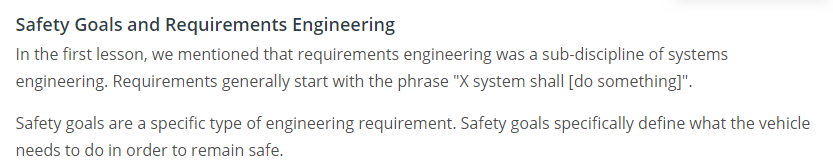 Safety Goals and Requirements Engineering
In the first lesson, we mentioned that requirements engineering was a sub-discipline of systems
engineering. Requirements generally start with the phrase "X system shall [do something]".
Safety goals are a specific type of engineering requirement. Safety goals specifically define what the vehicle
needs to do in order to remain safe.